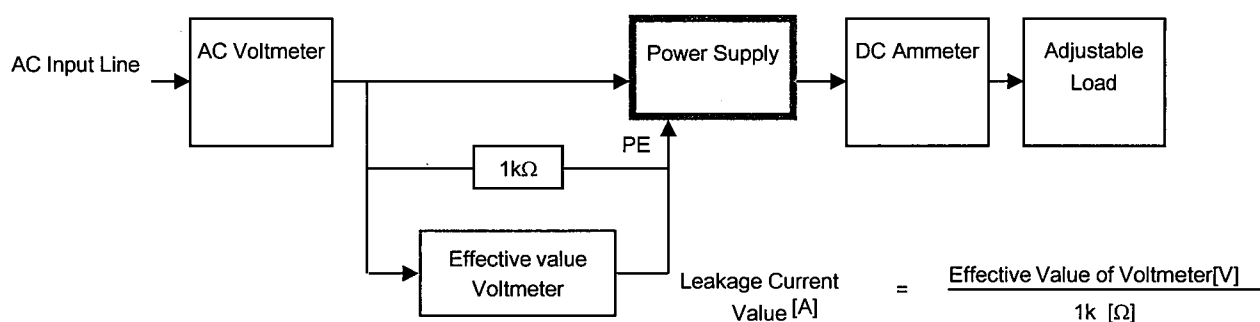 AC Input Line
AC Voltmeter
Power Supply
DC Ammeter
Adjustable
Load
PE
1kΩ
Effective value
Voltmeter
Leakage Current
Value [A]
=
Effective Value of Voltmeter[V]
1k [Ω]